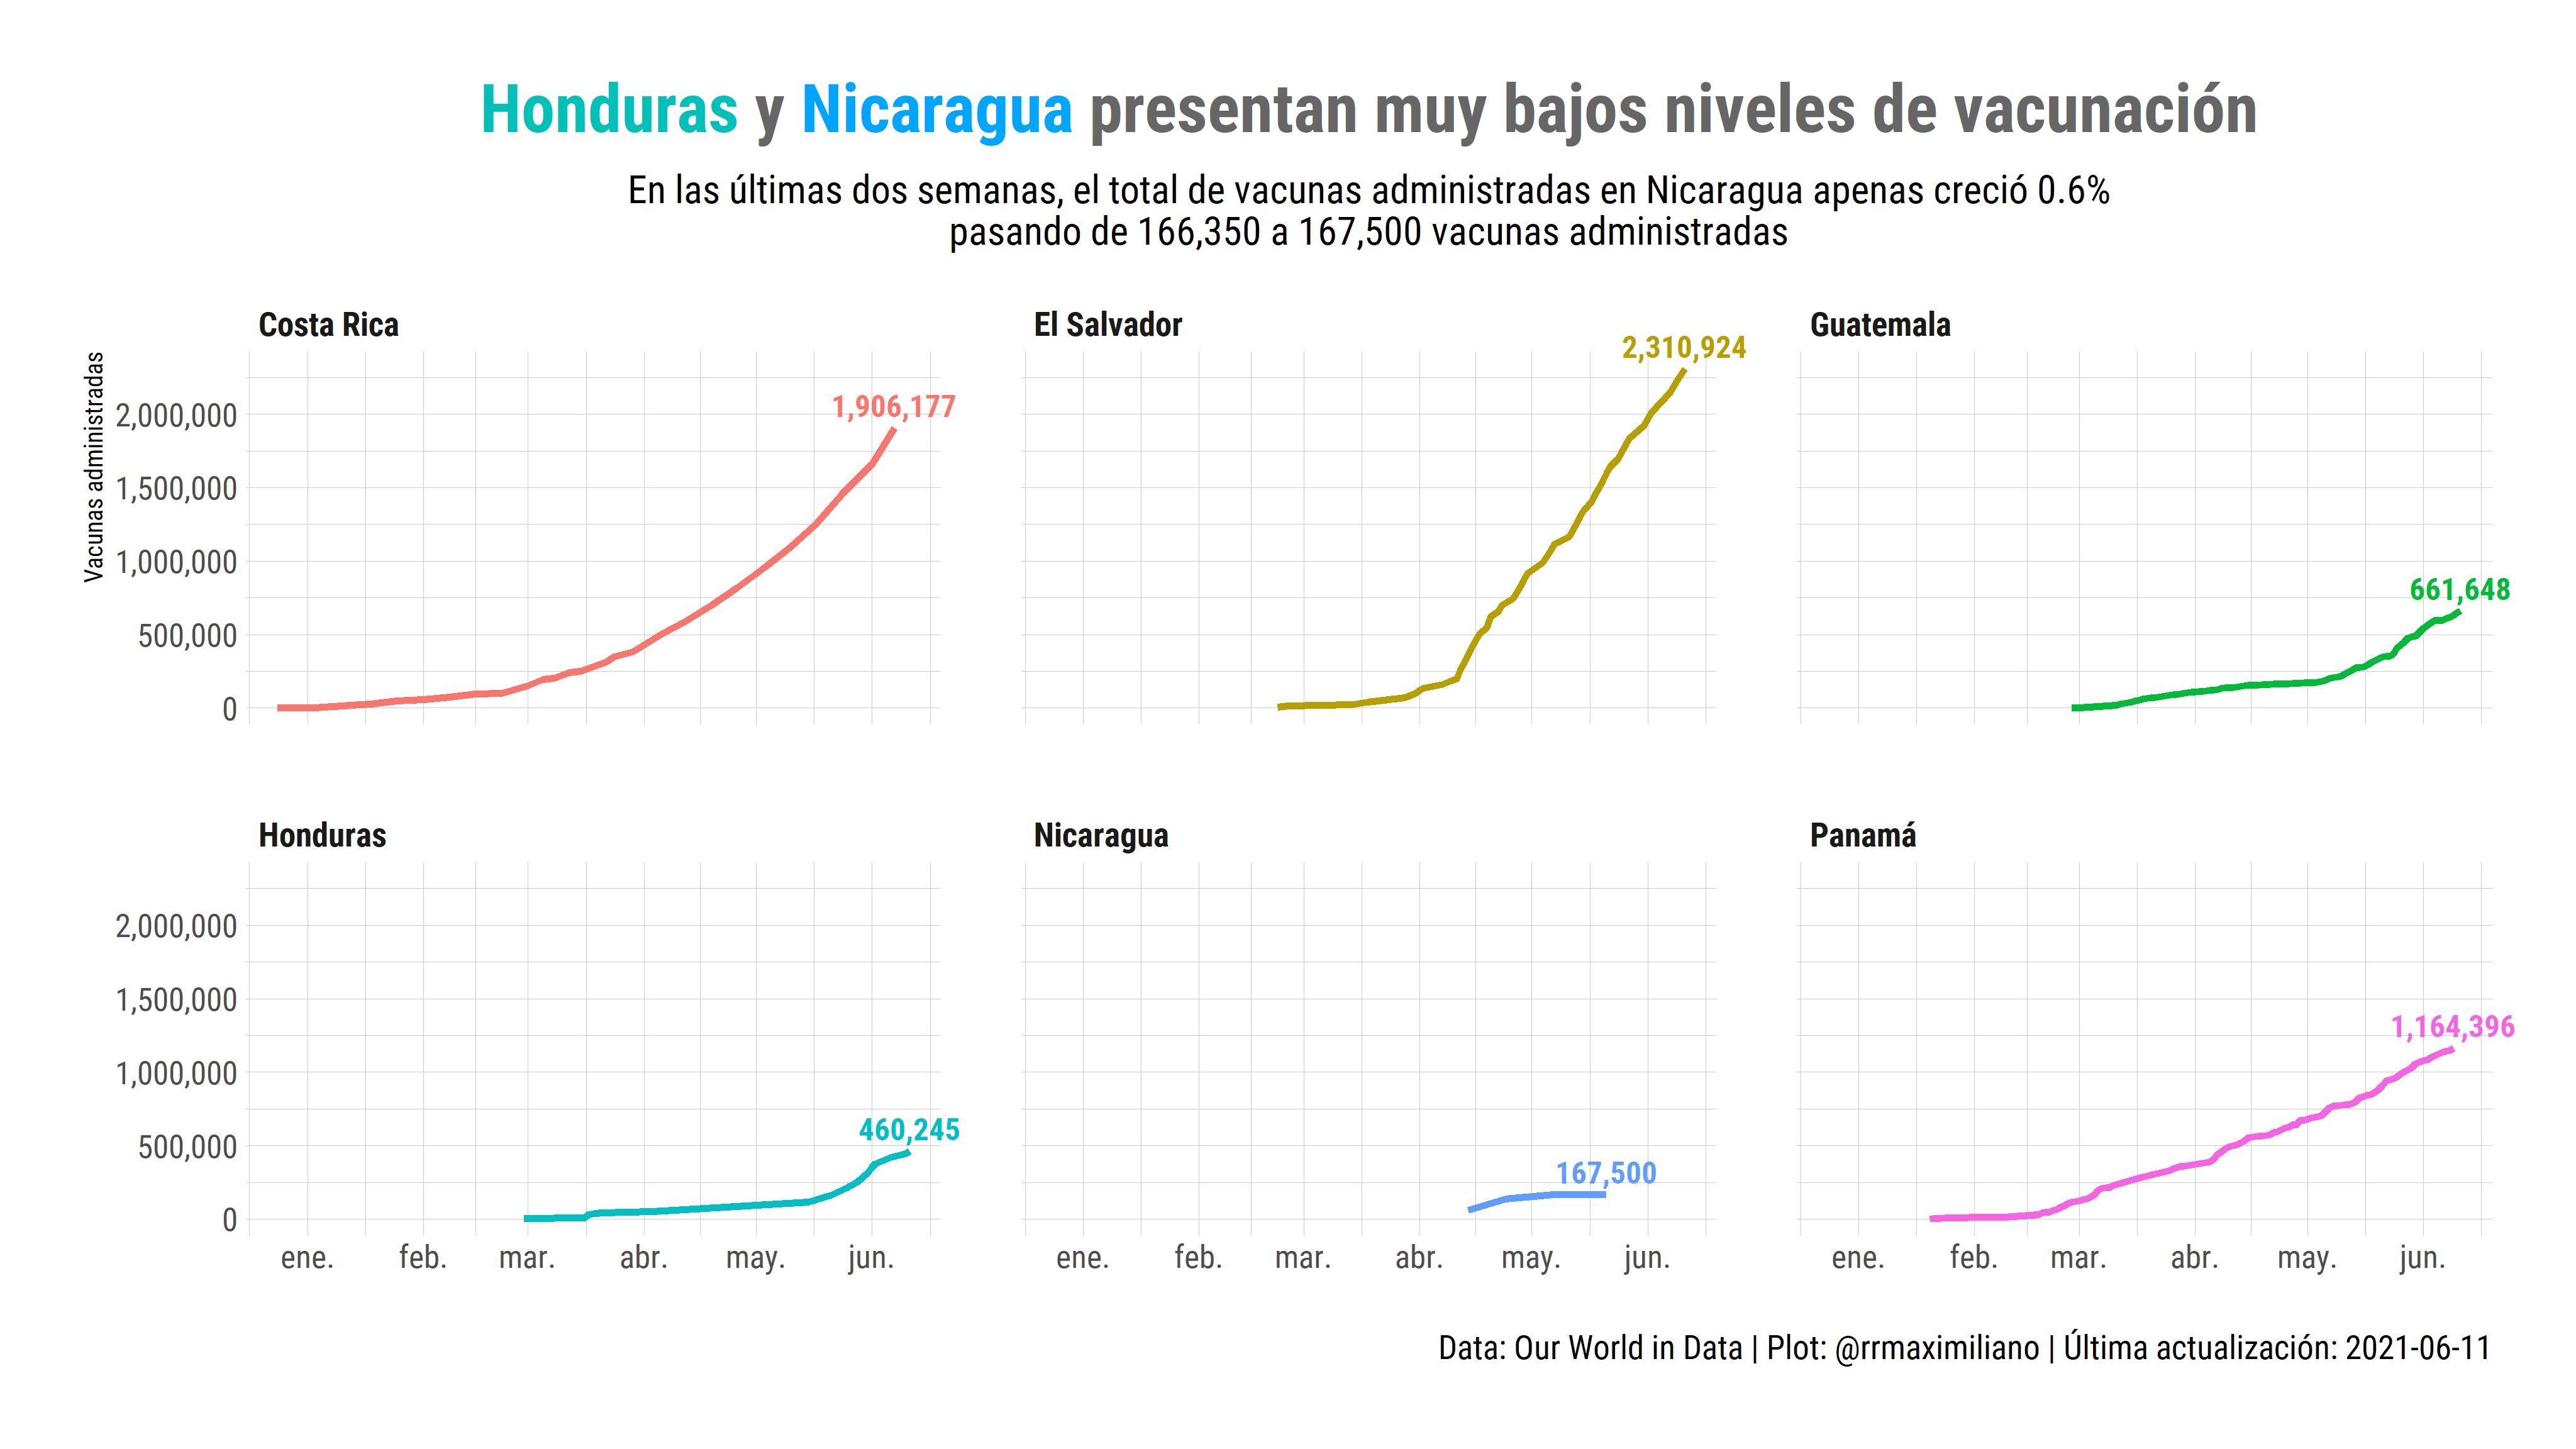 Honduras y Nicaragua presentan muy bajos niveles de vacunación
En las últimas dos semanas, el total de vacunas administradas en Nicaragua apenas creció 0.6%
pasando de 166,350 a 167,500 vacunas administradas
Costa Rica
El Salvador
Guatemala
Vacunas administradas
2,000,000
1,500,000
1,000,000
500,000
0
1,906,177
2,310,924
661,648
Honduras
Nicaragua
Panamá
2,000,000
1,500,000
1,000,000
500,000
0
460,245
167,500
1,164,396
ene. feb. mar. abr. may. jun.
ene. feb. mar. abr. may. jun.
ene. feb. mar. abr. may. jun.
Data: Our World in Data | Plot: @rrmaximiliano | Última actualización: 2021-06-11